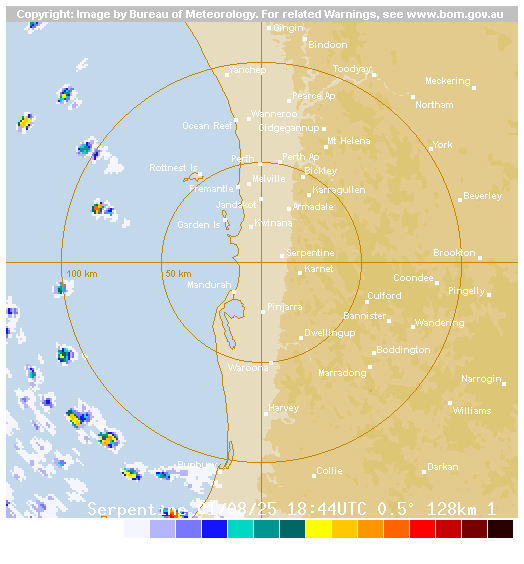 Copyright: Image by Bureau of Meteorology. For related Warnings, see www.bom.gov.au
Gingin
Bindoon
Yanchep
Toodyay
Meckering
Pearce Ap
Northam
Wanneroo
Ocean Reef
Gidgegannup
Mt Helena
York
Perth
Perth Ap
Rottnest Is
Bickley
Melville
Fremantle
Karragullen
Beverley
Jandakot
Armadale
Garden Is
Kwinana
Serpentine
Brookton
100 km
50 km
Karnet
Coondee
Mandurah
Pingelly
Culford
Pinjarra
Bannister
Wandering
Dwellingup
Boddington
Waroona
Marradong
Narrogin
Harvey
Williams
Bunbury
Collie
Darkan
Serpentine 21/08/25 18:44UTC 0.5° 128km 1